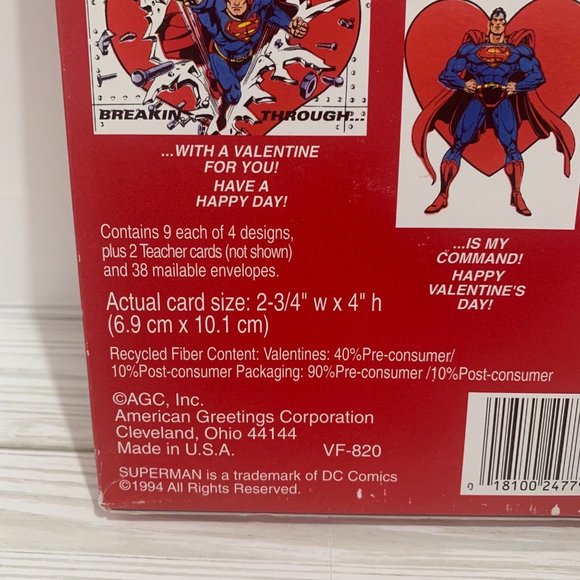 BREAKIN' THROUGH...
...WITH A VALENTINE
FOR YOU!
HAVE A
HAPPY DAY!
...IS MY
COMMAND!
HAPPY
VALENTINE'S
DAY!
Contains 9 each of 4 designs,
plus 2 Teacher cards (not shown)
and 38 mailable envelopes.
Actual card size: 2-3/4" w x 4" h
(6.9 cm x 10.1 cm)
Recycled Fiber Content: Valentines: 40%Pre-consumer/
10%Post-consumer Packaging: 90%Pre-consumer /10%Post-consumer
©AGC, Inc.
American Greetings Corporation
Cleveland, Ohio 44144
Made in U.S.A. VF-820
SUPERMAN is a trademark of DC Comics
©1994 All Rights Reserved.
0 18100 2477